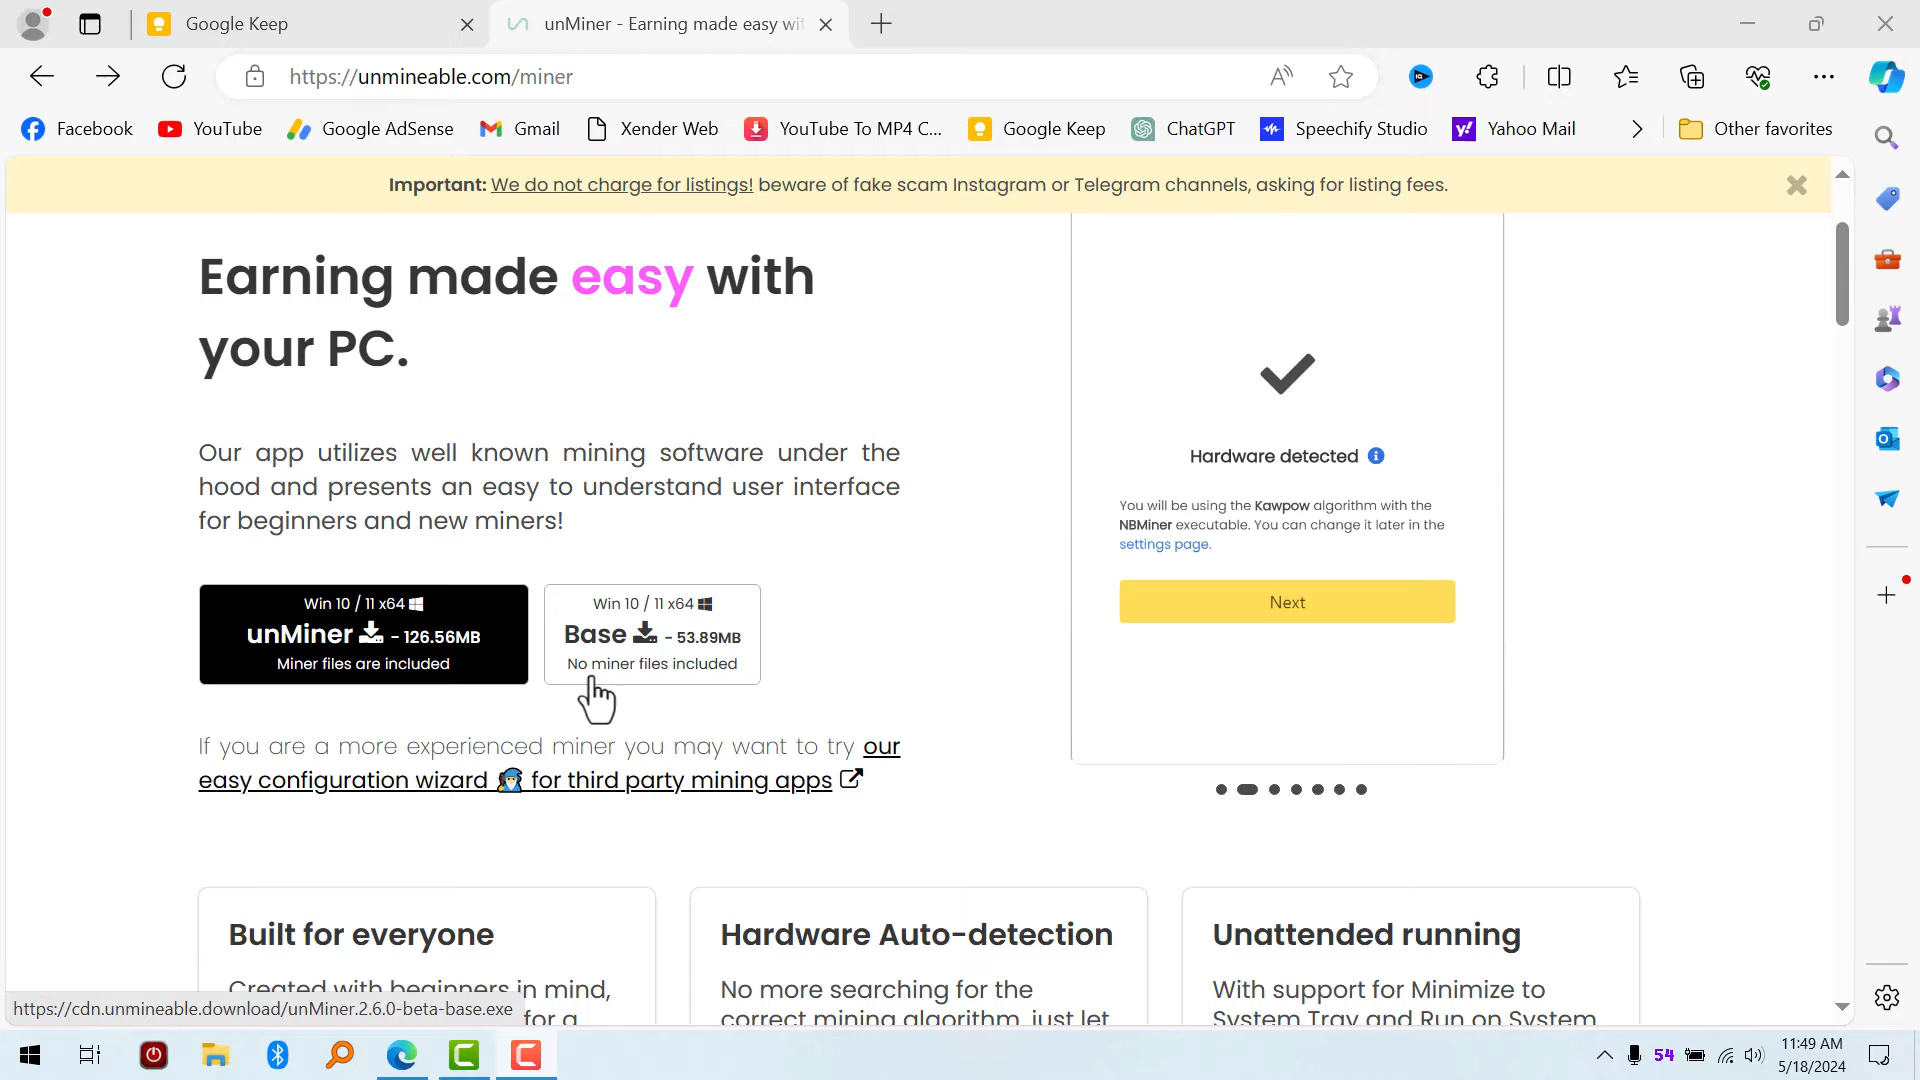 Google Keep
unMiner - Earning made easy wit
https://unmineable.com/miner
Facebook
YouTube
Google AdSense
Gmail
Xender Web
YouTube To MP4 C...
Google Keep
ChatGPT
Speechify Studio
Yahoo Mail
Other favorites
Important: We do not charge for listings! beware of fake scam Instagram or Telegram channels, asking for listing fees.
Earning made easy with
your PC.
Our app utilizes well known mining software under the
hood and presents an easy to understand user interface
for beginners and new miners!
Win 10 / 11 x64
unMiner - 126.56MB
Miner files are included
Win 10 / 11 x64
Base - 53.89MB
No miner files included
If you are a more experienced miner you may want to try our
easy configuration wizard for third party mining apps
Hardware detected
You will be using the Kawpow algorithm with the
NBMiner executable. You can change it later in the
settings page.
Next
Built for everyone
Created with beginners in mind,
for a
Hardware Auto-detection
No more searching for the
correct mining algorithm, just let
Unattended running
With support for Minimize to
System Tray and Run on System
https://cdn.unmineable.download/unMiner.2.6.0-beta-base.exe
54
11:49 AM
5/18/2024